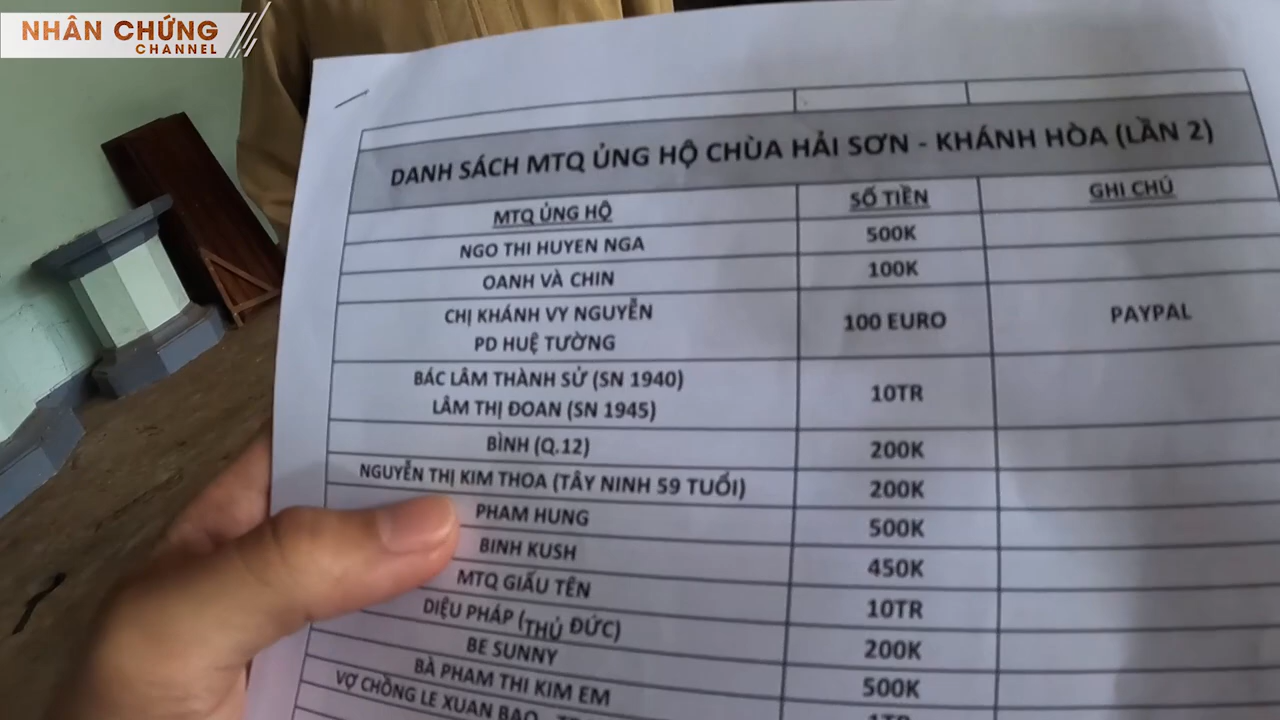 NHÂN CHỨNG
CHANNEL
DANH SÁCH MTQ ỦNG HỘ CHÙA HẢI SƠN - KHÁNH HÒA (LẦN 2)
MTQ ỦNG HỘ SỐ TIỀN GHI CHÚ
NGO THI HUYEN NGA 500K
OANH VÀ CHIN 100K
CHỊ KHÁNH VY NGUYỄN
PD HUỆ TƯỜNG 100 EURO PAYPAL
BÁC LÂM THÀNH SỬ (SN 1940)
LÂM THỊ ĐOAN (SN 1945) 10TR
BÌNH (Q.12) 200K
NGUYỄN THỊ KIM THOA (TÂY NINH 59 TUỔI) 200K
PHAM HUNG 500K
BINH KUSH 450K
MTQ GIẤU TÊN 10TR
DIỆU PHÁP (THỦ ĐỨC) 200K
BE SUNNY 500K
BÀ PHAM THI KIM EM 1TR
VỢ CHỒNG LE XUAN BAO